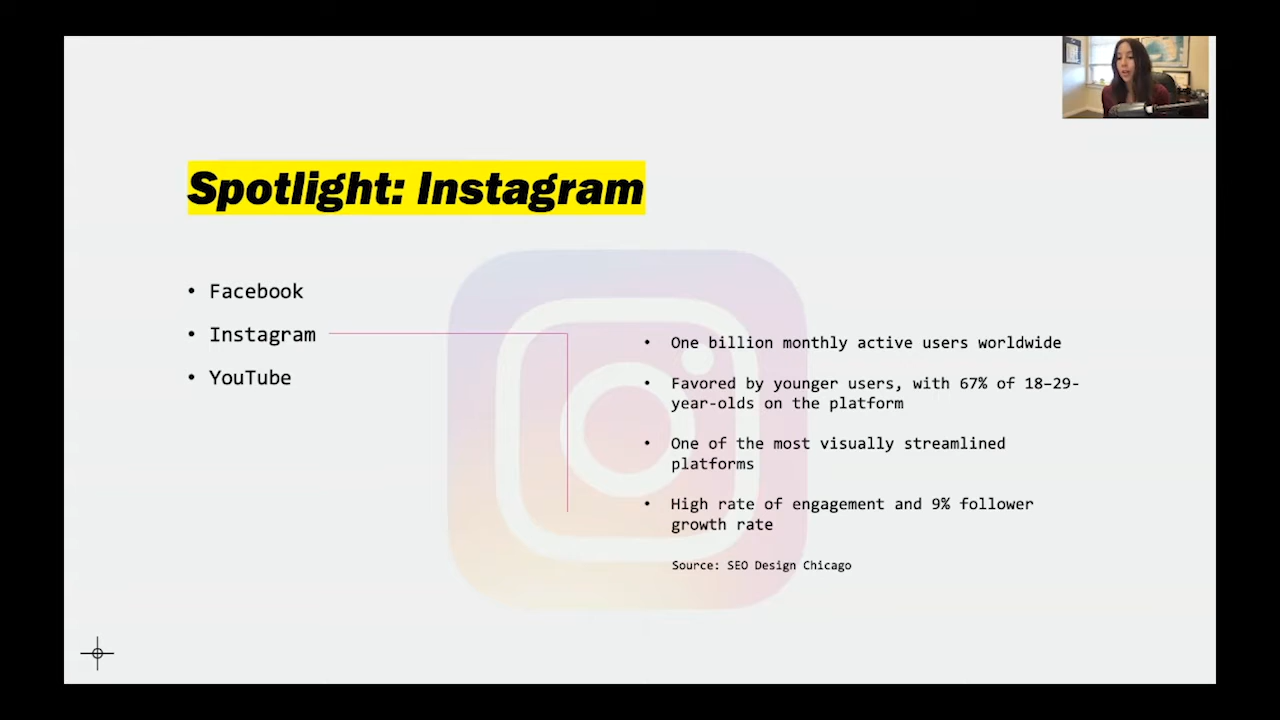 Spotlight: Instagram
• Facebook
• Instagram
• YouTube
• One billion monthly active users worldwide
• Favored by younger users, with 67% of 18–29-
year-olds on the platform
• One of the most visually streamlined
platforms
• High rate of engagement and 9% follower
growth rate
Source: SEO Design Chicago